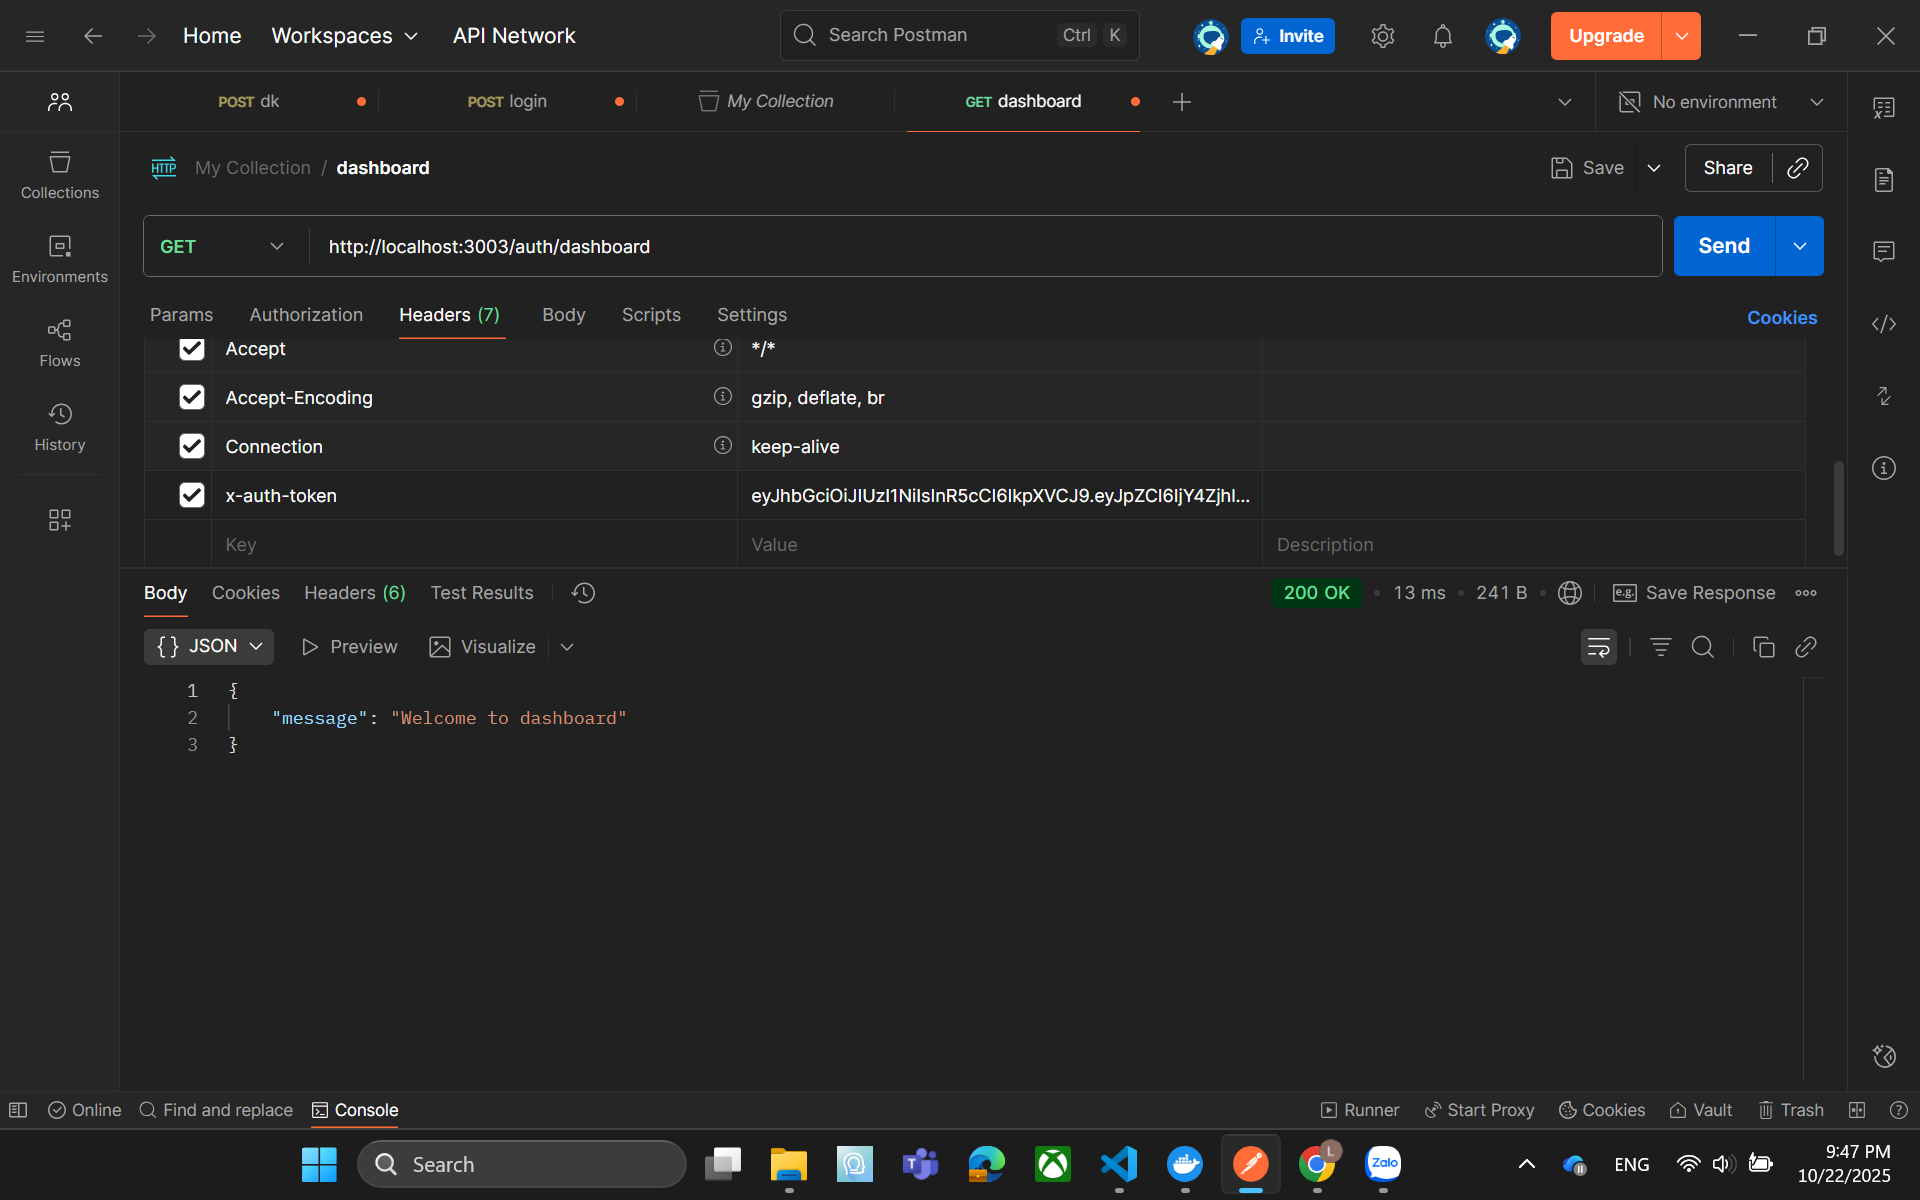 Home
Workspaces
API Network
Search Postman
Ctrl K
Invite
Upgrade
POST dk
POST login
My Collection
GET dashboard
No environment
HTTP
My Collection / dashboard
Save
Share
Collections
Environments
Flows
History
GET
http://localhost:3003/auth/dashboard
Send
Params
Authorization
Headers (7)
Body
Scripts
Settings
Cookies
Accept */*
Accept-Encoding gzip, deflate, br
Connection keep-alive
x-auth-token eyJhbGciOiJIUzI1NiIsInR5cCI6IkpXVCJ9.eyJpZCI6IjY4ZjhI...
Key Value Description
Body
Cookies
Headers (6)
Test Results
200 OK • 13 ms • 241 B •
e.g. Save Response
{} JSON
Preview
Visualize
1 {
2 "message": "Welcome to dashboard"
3 }
Online
Find and replace
Console
Runner
Start Proxy
Cookies
Vault
Trash
Search
T
L
Zalo
ENG
9:47 PM
10/22/2025